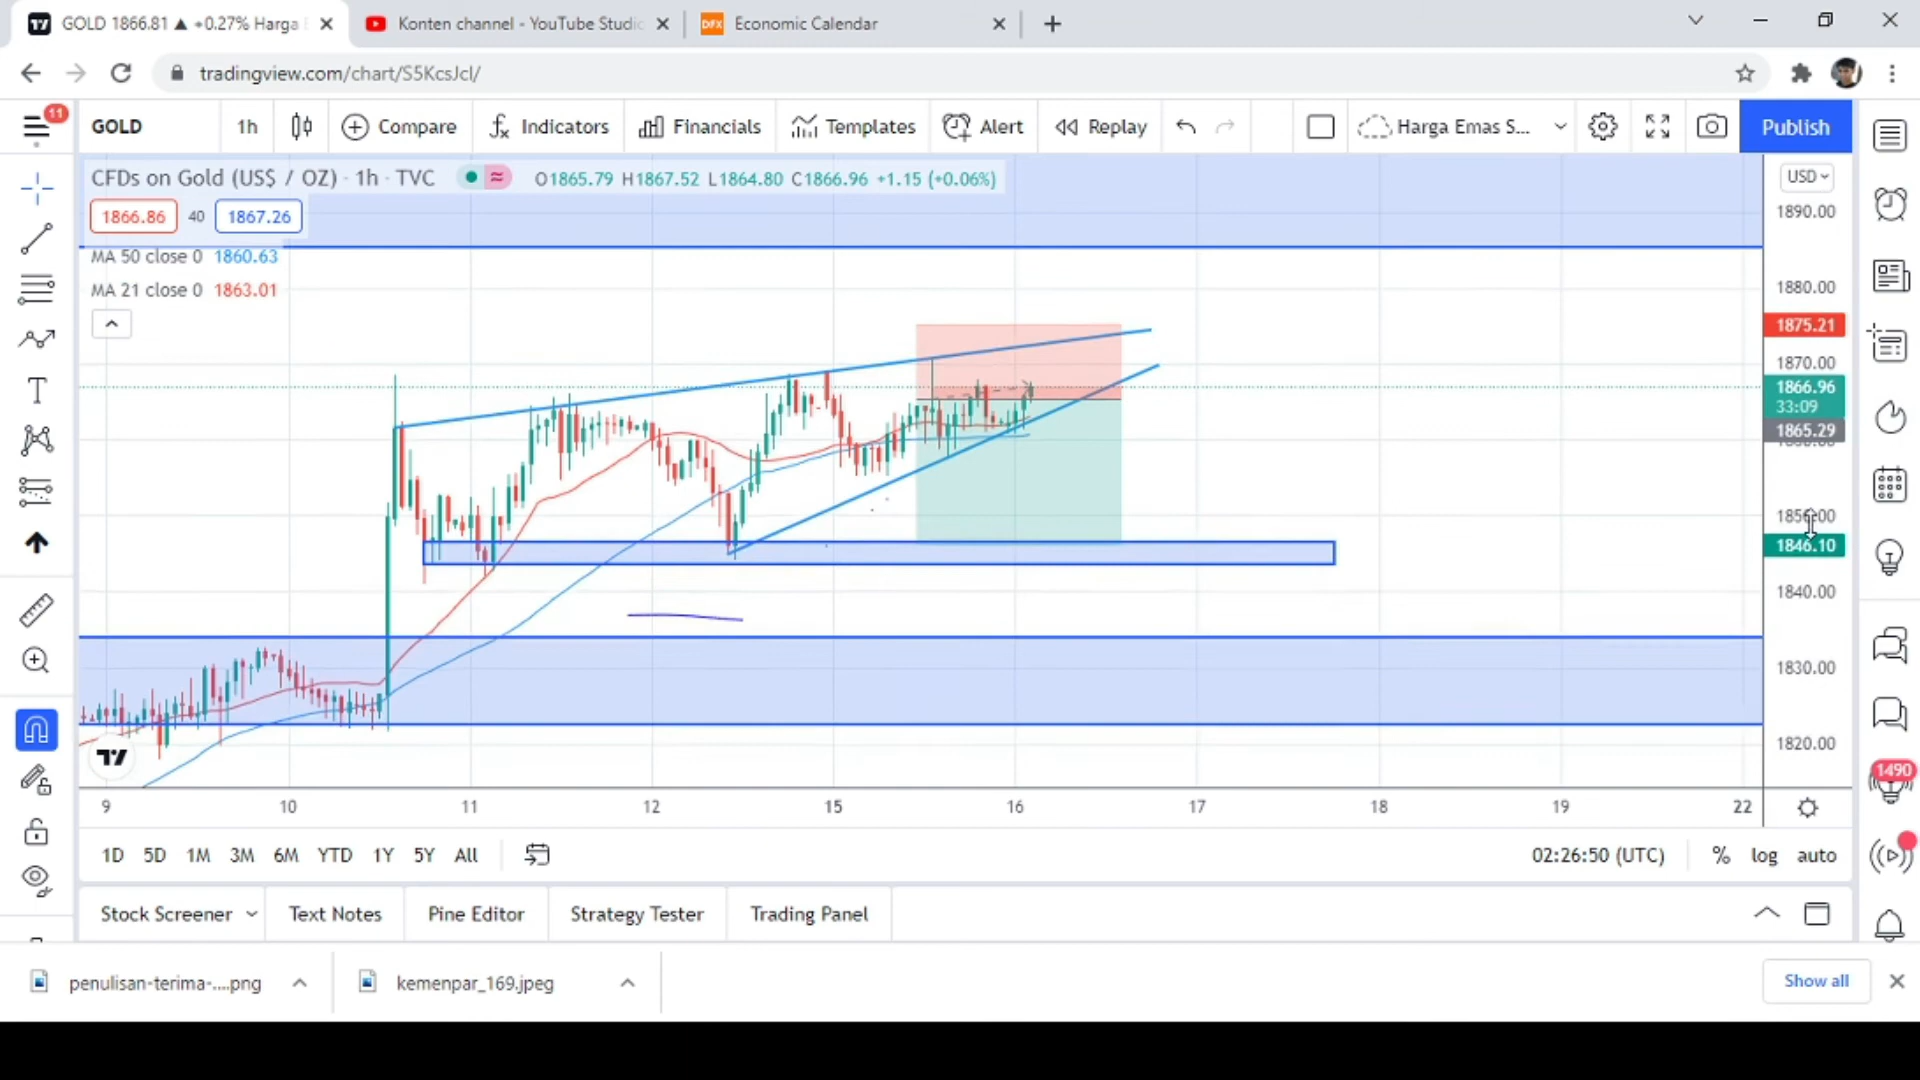 GOLD 1866.81 ▲ +0.27% Harga
Konten channel - YouTube Studio
DFX Economic Calendar
tradingview.com/chart/S5KcsJcl/
11
GOLD 1h Compare Indicators Financials Templates Alert Replay Harga Emas S... Publish
CFDs on Gold (US$ / OZ) · 1h · TVC O1865.79 H1867.52 L1864.80 C1866.96 +1.15 (+0.06%)
USD
1866.86 40 1867.26
MA 50 close 0 1860.63
MA 21 close 0 1863.01
1890.00
1880.00
1875.21
1870.00
1866.96
33:09
1865.29
1846.10
1840.00
1830.00
1820.00
1490
9 10 11 12 15 16 17 18 19 22
1D 5D 1M 3M 6M YTD 1Y 5Y All 02:26:50 (UTC) % log auto
Stock Screener Text Notes Pine Editor Strategy Tester Trading Panel
penulisan-terima-....png kemenpar_169.jpeg Show all